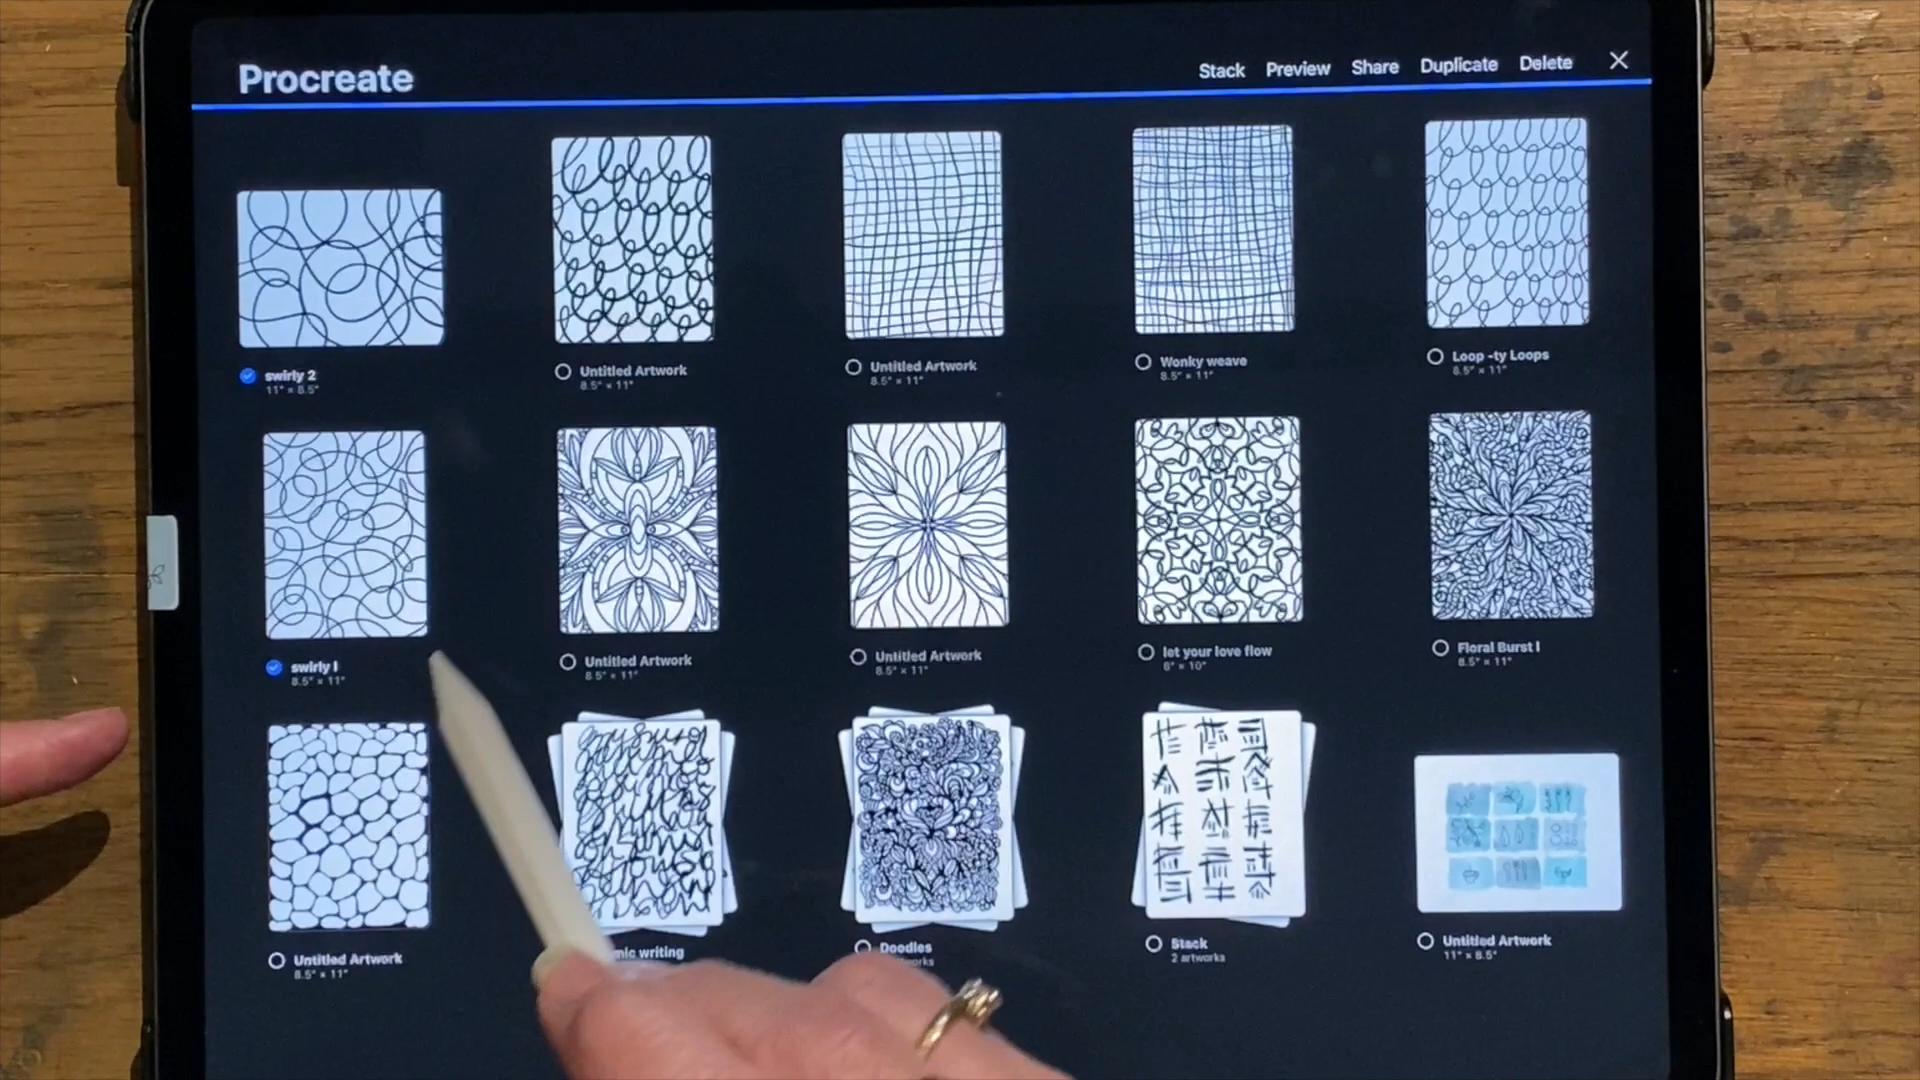 Procreate
Stack Preview Share Duplicate Delete
swirly 2
11" × 8.5"
Untitled Artwork
8.5" × 11"
Untitled Artwork
8.5" × 11"
Wonky weave
8.5" × 11"
Loop -ty Loops
8.5" × 11"
swirly I
8.5" × 11"
Untitled Artwork
8.5" × 11"
Untitled Artwork
8.5" × 11"
let your love flow
8" × 10"
Floral Burst I
8.5" × 11"
Untitled Artwork
8.5" × 11"
writing
Doodles
Stack
2 artworks
Untitled Artwork
11" × 8.5"